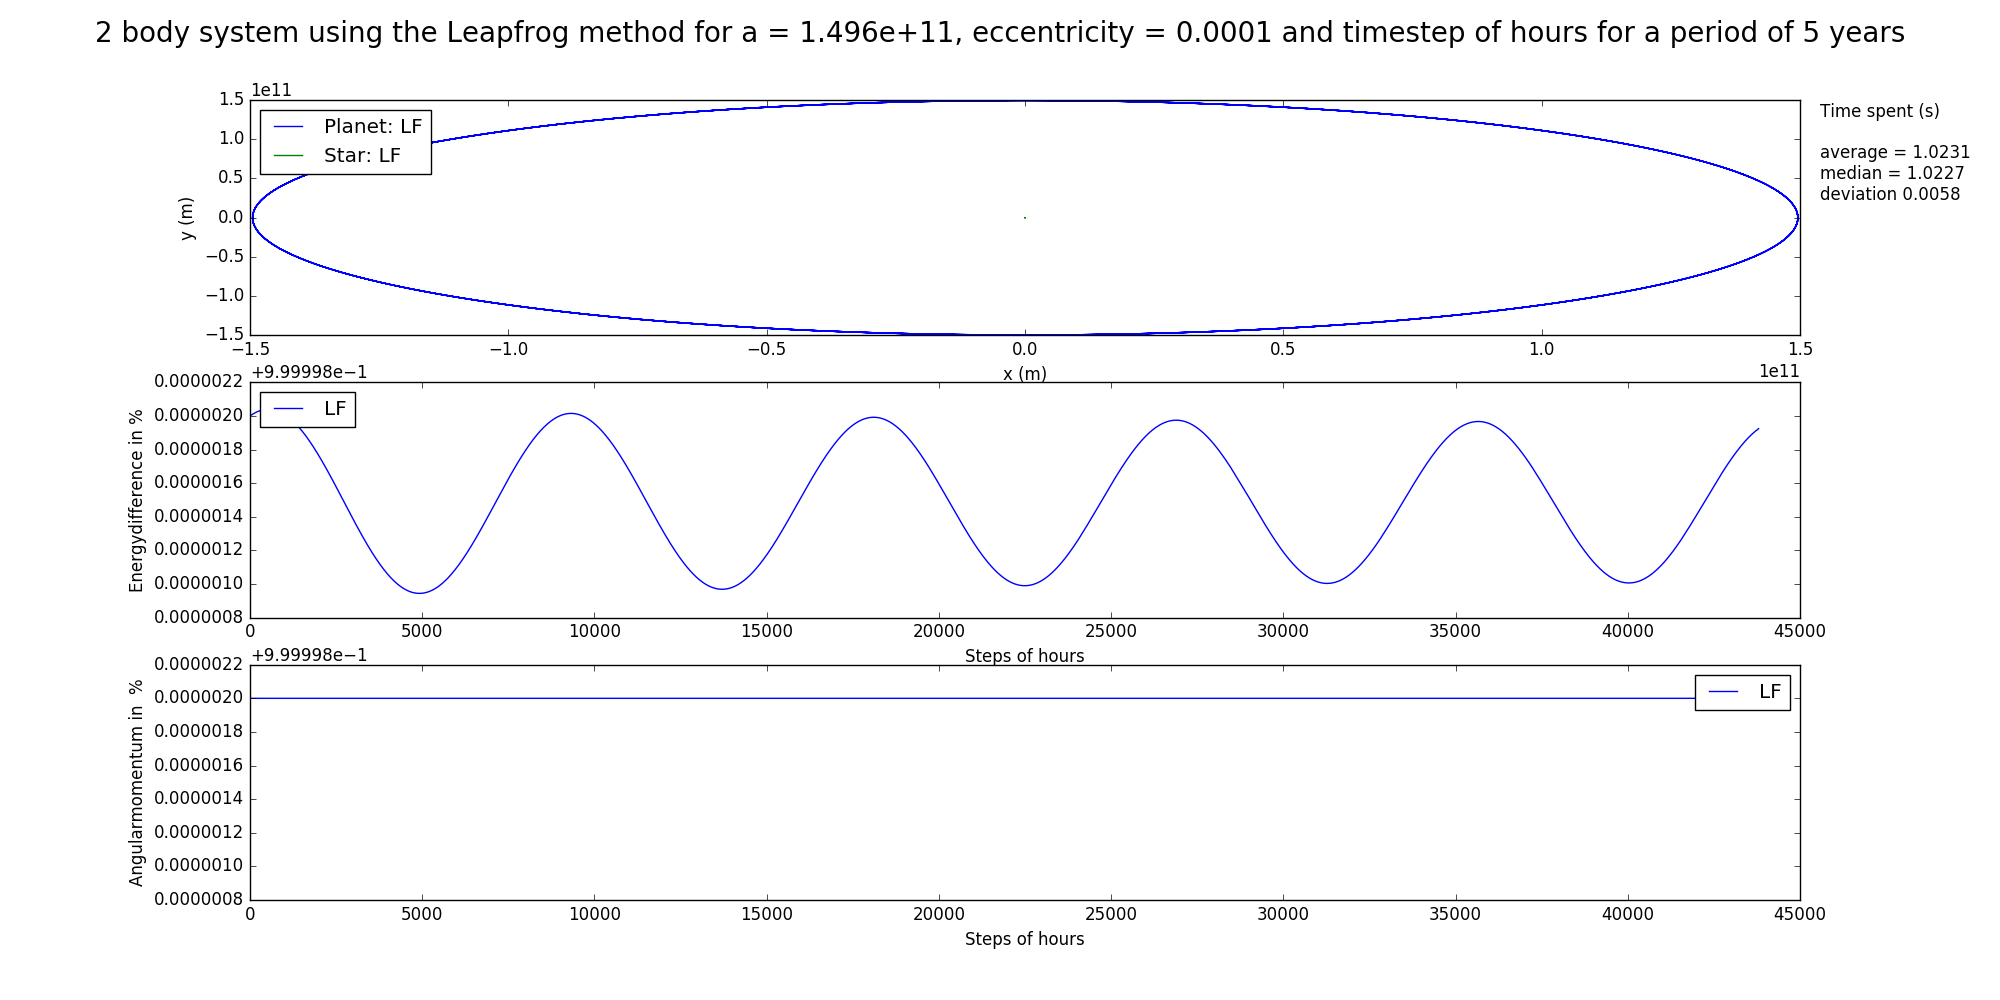 2 body system using the Leapfrog method for a = 1.496e+11, eccentricity = 0.0001 and timestep of hours for a period of 5 years
1e11
1.5
1.0
0.5
0.0
−0.5
−1.0
−1.5
y (m)
Planet: LF
Star: LF
−1.5 −1.0 −0.5 0.0 0.5 1.0 1.5
x (m)
1e11
Time spent (s)
average = 1.0231
median = 1.0227
deviation 0.0058
+9.99998e−1
0.0000022
0.0000020
0.0000018
0.0000016
0.0000014
0.0000012
0.0000010
0.0000008
Energydifference in %
LF
0 5000 10000 15000 20000 25000 30000 35000 40000 45000
Steps of hours
+9.99998e−1
0.0000022
0.0000020
0.0000018
0.0000016
0.0000014
0.0000012
0.0000010
0.0000008
Angularmomentum in  %
LF
0 5000 10000 15000 20000 25000 30000 35000 40000 45000
Steps of hours